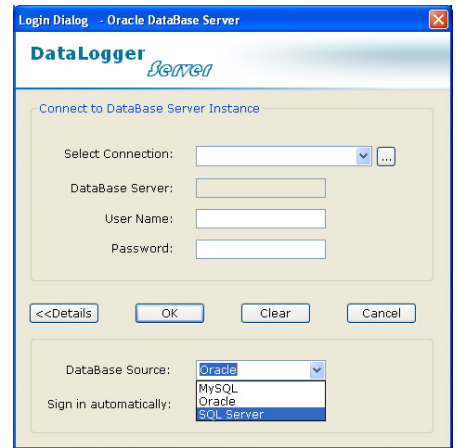 Login Dialog - Oracle DataBase Server
DataLogger
Server
Connect to DataBase Server Instance
Select Connection:
...
DataBase Server:
User Name:
Password:
<<Details
OK
Clear
Cancel
DataBase Source:
Oracle
MySQL
Oracle
SQL Server
Sign in automatically: